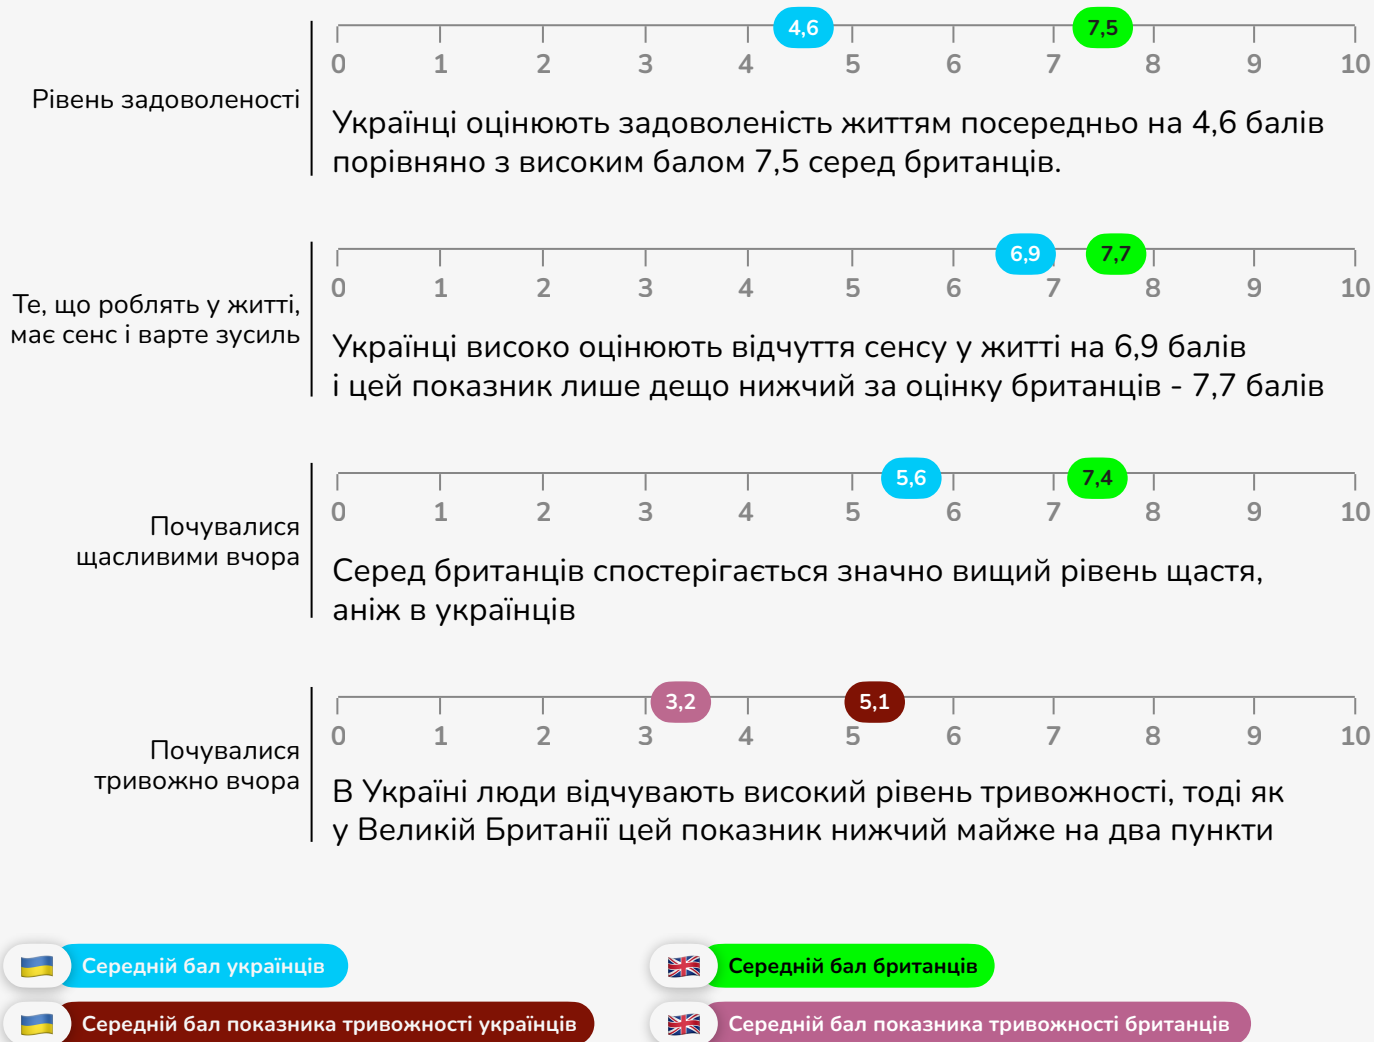 4,6 7,5
0 1 2 3 4 5 6 7 8 9 10
Рівень задоволеності
Українці оцінюють задоволеність життям посередньо на 4,6 балів
порівняно з високим балом 7,5 серед британців.
6,9 7,7
0 1 2 3 4 5 6 7 8 9 10
Те, що роблять у житті,
має сенс і варте зусиль
Українці високо оцінюють відчуття сенсу у житті на 6,9 балів
і цей показник лише дещо нижчий за оцінку британців - 7,7 балів
5,6 7,4
0 1 2 3 4 5 6 7 8 9 10
Почувалися
щасливими вчора
Серед британців спостерігається значно вищий рівень щастя,
аніж в українців
3,2 5,1
0 1 2 3 4 5 6 7 8 9 10
Почувалися
тривожно вчора
В Україні люди відчувають високий рівень тривожності, тоді як
у Великій Британії цей показник нижчий майже на два пункти
Середній бал українців
Середній бал британців
Середній бал показника тривожності українців
Середній бал показника тривожності британців